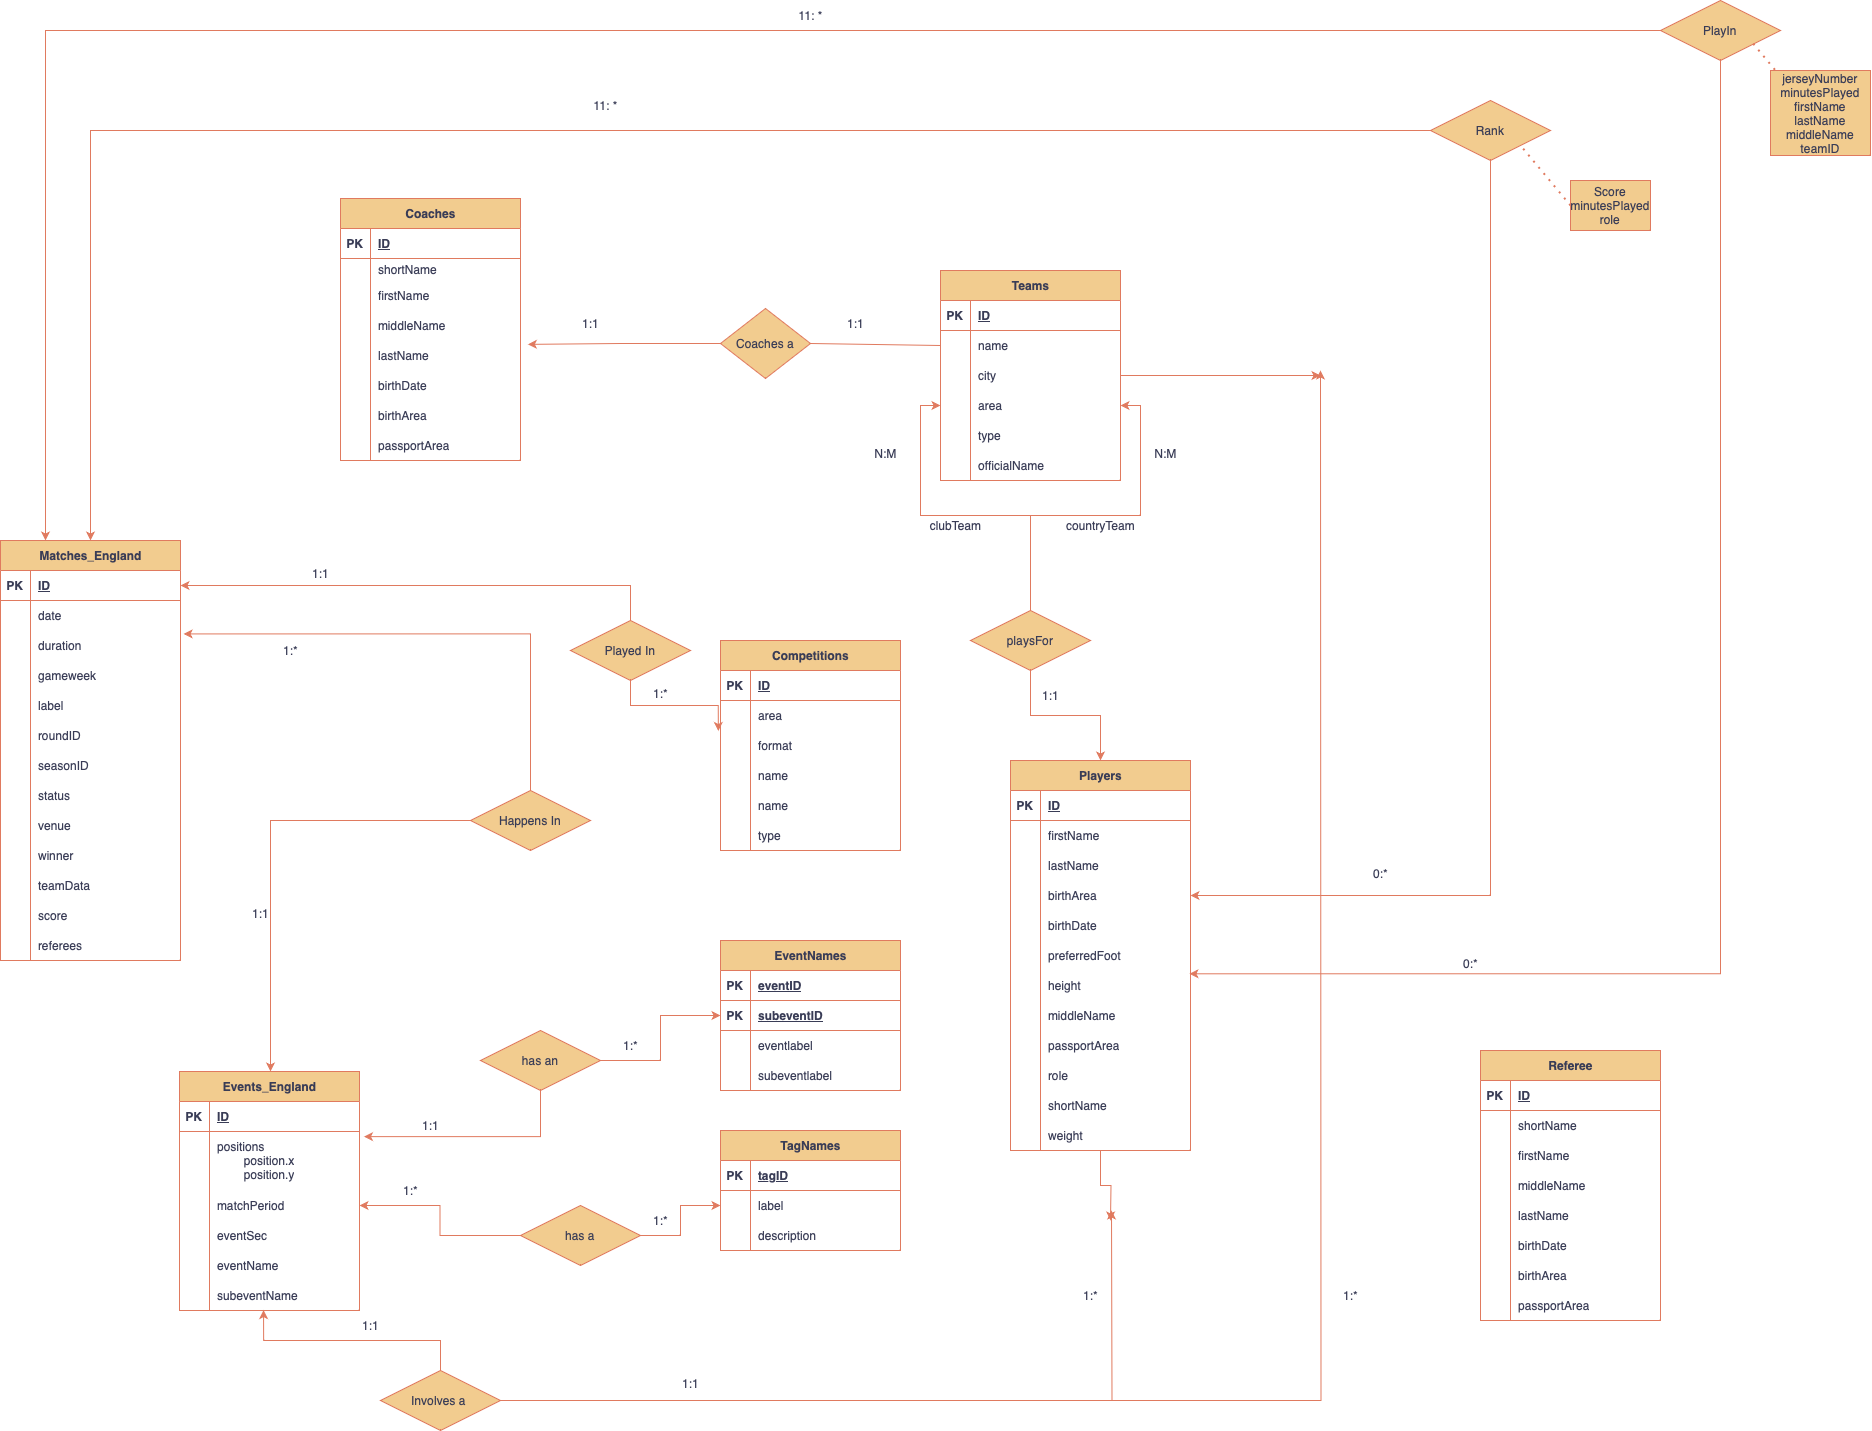 11: *
PlayIn
jerseyNumber
minutesPlayed
firstName
lastName
middleName
teamID
11: *
Rank
Score
minutesPlayed
role
Coaches
PK ID
shortName
firstName
middleName
lastName
birthDate
birthArea
passportArea
1:1
Coaches a
1:1
Teams
PK ID
name
city
area
type
officialName
N:M
N:M
clubTeam
countryTeam
playsFor
1:1
Matches_England
PK ID
date
duration
gameweek
label
roundID
seasonID
status
venue
winner
teamData
score
referees
1:1
1:*
Played In
1:*
Happens In
1:1
Competitions
PK ID
area
format
name
name
type
Players
PK ID
firstName
lastName
birthArea
birthDate
preferredFoot
height
middleName
passportArea
role
shortName
weight
0:*
0:*
EventNames
PK eventID
PK subeventID
eventlabel
subeventlabel
has an
1:*
1:1
Events_England
PK ID
positions
position.x
position.y
matchPeriod
eventSec
eventName
subeventName
TagNames
PK tagID
label
description
1:*
has a
1:*
Referee
PK ID
shortName
firstName
middleName
lastName
birthDate
birthArea
passportArea
1:*
1:*
1:1
Involves a
1:1